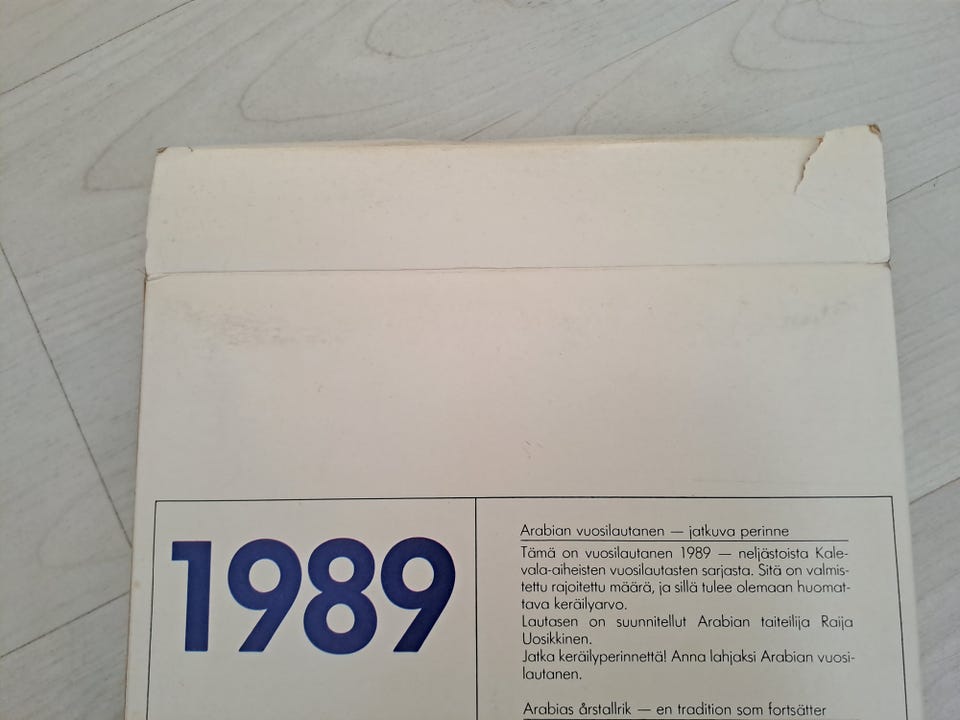 1989
Arabian vuosilautanen — jatkuva perinne
Tämä on vuosilautanen 1989 — neljästoista Kale-
vala-aiheisten vuosilautasten sarjasta. Sitä on valmis-
tettu rajoitettu määrä, ja sillä tulee olemaan huomat-
tava keräilyarvo.
Lautasen on suunnitellut Arabian taiteilija Raija
Uosikkinen.
Jatka keräilyperinnettä! Anna lahjaksi Arabian vuosi-
lautanen.
Arabias årstallrik — en tradition som fortsätter